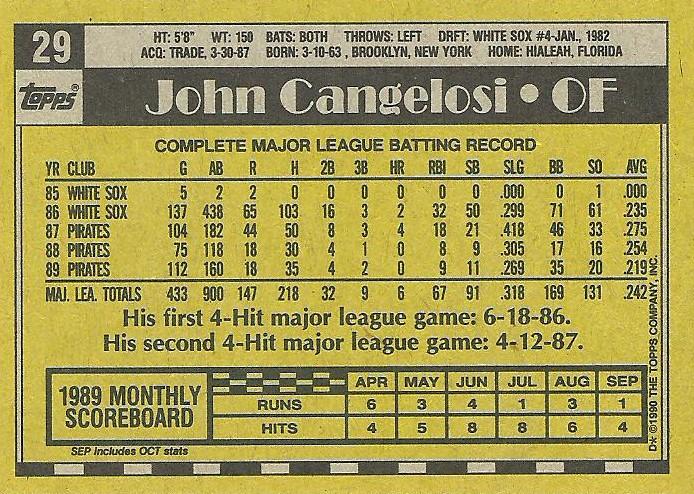 29
HT: 5'8" WT: 150 BATS: BOTH THROWS: LEFT DRFT: WHITE SOX #4-JAN., 1982
ACQ: TRADE, 3-30-87 BORN: 3-10-63, BROOKLYN, NEW YORK HOME: HIALEAH, FLORIDA
TOPPS®
John Cangelosi • OF
COMPLETE MAJOR LEAGUE BATTING RECORD
YR CLUB G AB R H 2B 3B HR RBI SB SLG BB SO AVG
85 WHITE SOX 5 2 2 0 0 0 0 0 0 .000 0 1 .000
86 WHITE SOX 137 438 65 103 16 3 2 32 50 .299 71 61 .235
87 PIRATES 104 182 44 50 8 3 4 18 21 .418 46 33 .275
88 PIRATES 75 118 18 30 4 1 0 8 9 .305 17 16 .254
89 PIRATES 112 160 18 35 4 2 0 9 11 .269 35 20 .219
MAJ. LEA. TOTALS 433 900 147 218 32 9 6 67 91 .318 169 131 .242
His first 4-Hit major league game: 6-18-86.
His second 4-Hit major league game: 4-12-87.
1989 MONTHLY
SCOREBOARD
APR MAY JUN JUL AUG SEP
RUNS 6 3 4 1 3 1
HITS 4 5 8 8 6 4
SEP Includes OCT stats
D* ©1990 THE TOPPS COMPANY, INC.